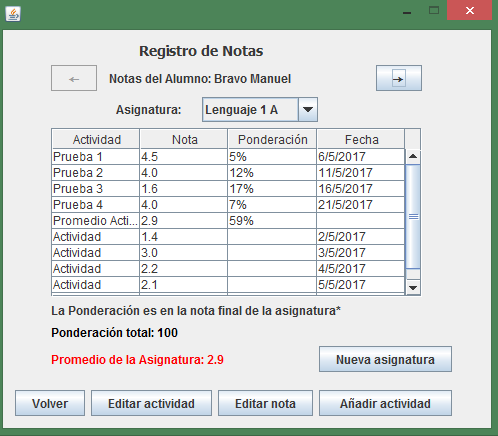 Registro de Notas
← Notas del Alumno: Bravo Manuel →
Asignatura: Lenguaje 1 A
Actividad Nota Ponderación Fecha
Prueba 1 4.5 5% 6/5/2017
Prueba 2 4.0 12% 11/5/2017
Prueba 3 1.6 17% 16/5/2017
Prueba 4 4.0 7% 21/5/2017
Promedio Acti... 2.9 59%
Actividad 1.4 2/5/2017
Actividad 3.0 3/5/2017
Actividad 2.2 4/5/2017
Actividad 2.1 5/5/2017
La Ponderación es en la nota final de la asignatura*
Ponderación total: 100
Promedio de la Asignatura: 2.9 Nueva asignatura
Volver Editar actividad Editar nota Añadir actividad